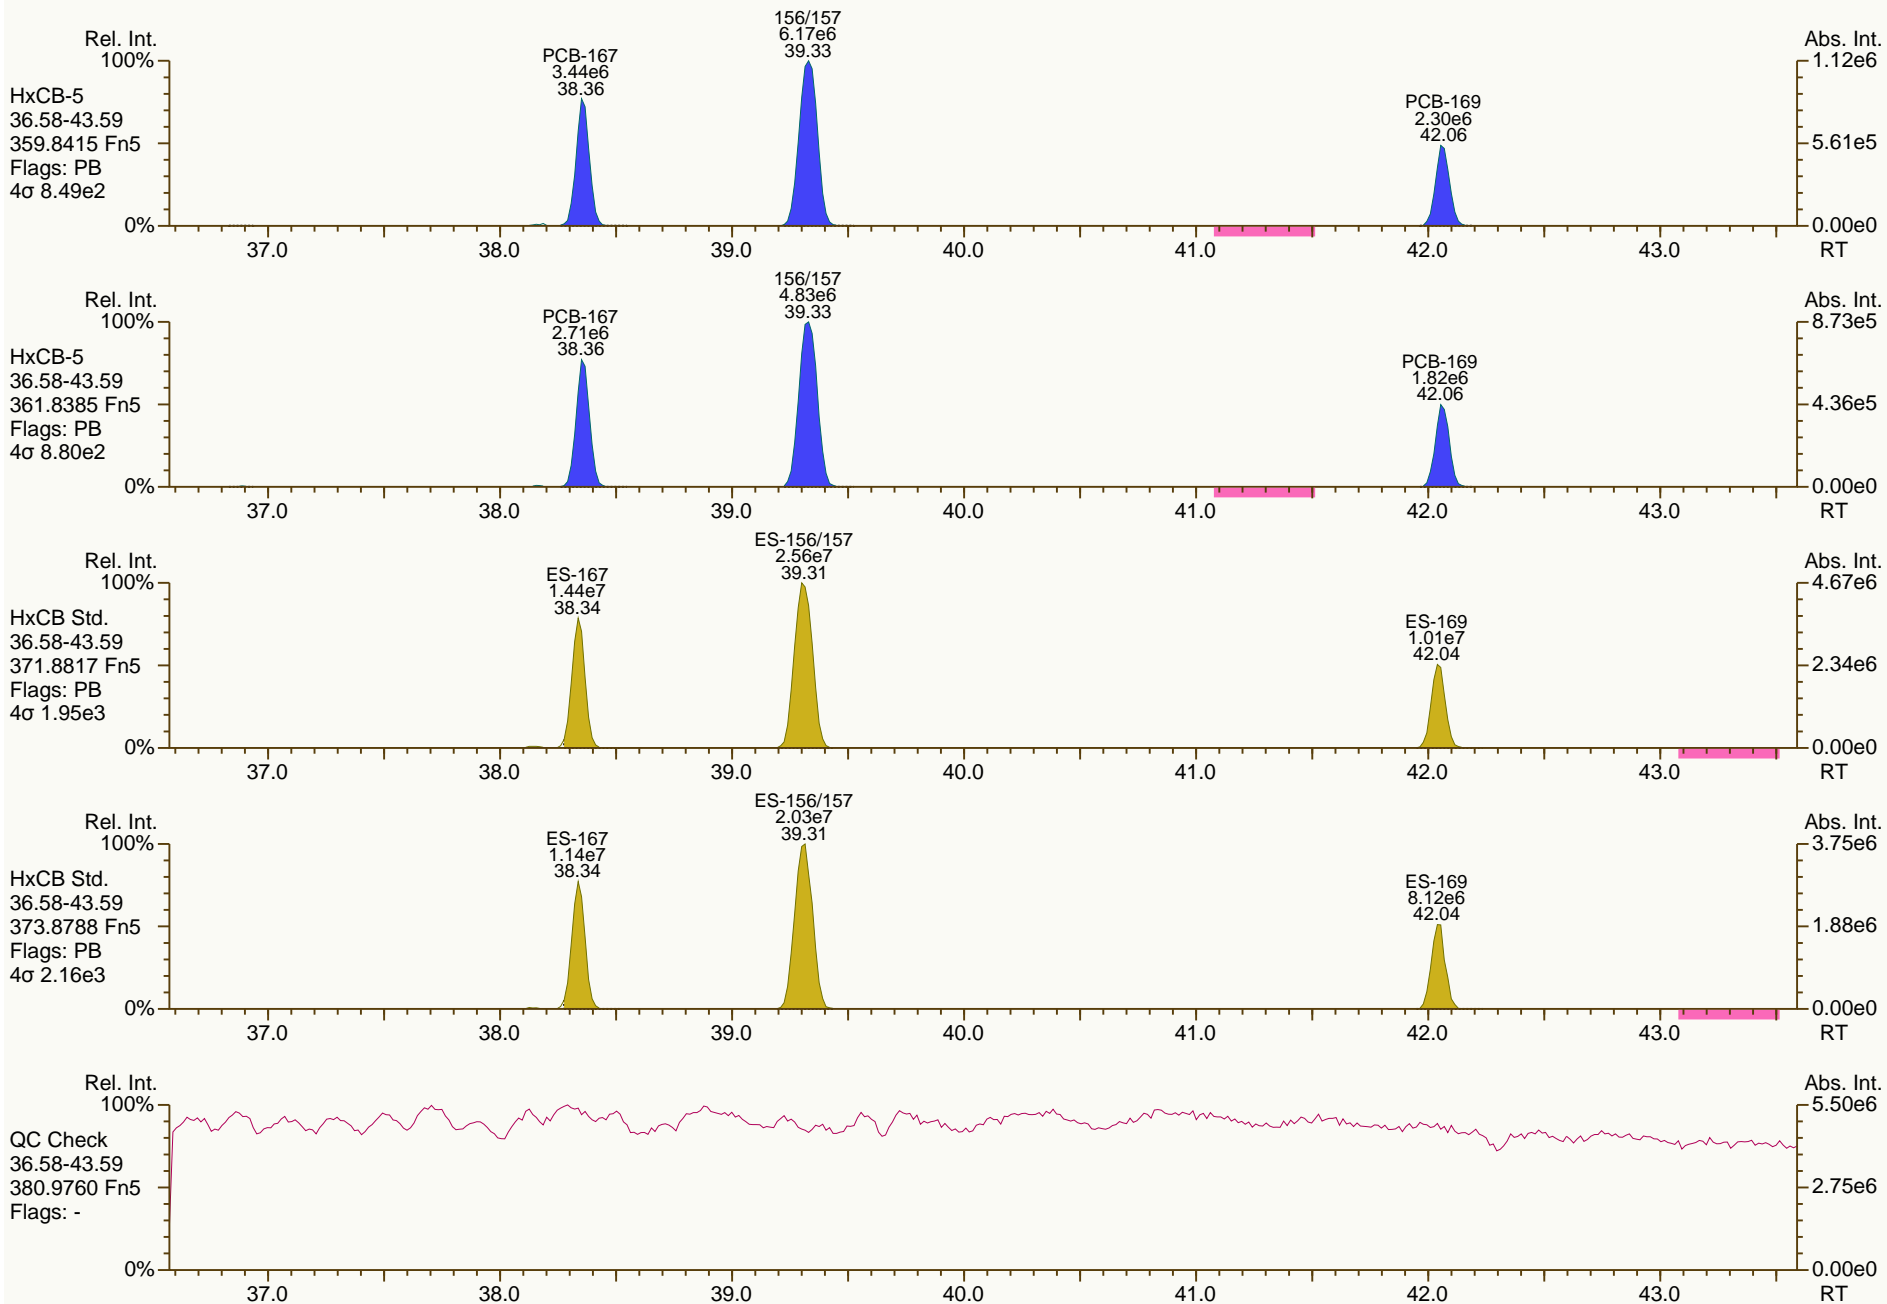 156/157
6.17e6
39.33
Rel. Int.
Abs. Int.
PCB-167
3.44e6
38.36
100%
1.12e6
HxCB-5
36.58-43.59
359.8415 Fn5
Flags: PB
4σ 8.49e2
PCB-169
2.30e6
42.06
5.61e5
0%
0.00e0
37.0 38.0 39.0 40.0 41.0 42.0 43.0 RT
156/157
4.83e6
39.33
Rel. Int.
Abs. Int.
PCB-167
2.71e6
38.36
100%
8.73e5
HxCB-5
36.58-43.59
361.8385 Fn5
Flags: PB
4σ 8.80e2
PCB-169
1.82e6
42.06
4.36e5
0%
0.00e0
37.0 38.0 39.0 40.0 41.0 42.0 43.0 RT
ES-156/157
2.56e7
39.31
Rel. Int.
Abs. Int.
ES-167
1.44e7
38.34
100%
4.67e6
HxCB Std.
36.58-43.59
371.8817 Fn5
Flags: PB
4σ 1.95e3
ES-169
1.01e7
42.04
2.34e6
0%
0.00e0
37.0 38.0 39.0 40.0 41.0 42.0 43.0 RT
ES-156/157
2.03e7
39.31
Rel. Int.
Abs. Int.
ES-167
1.14e7
38.34
100%
3.75e6
HxCB Std.
36.58-43.59
373.8788 Fn5
Flags: PB
4σ 2.16e3
ES-169
8.12e6
42.04
1.88e6
0%
0.00e0
37.0 38.0 39.0 40.0 41.0 42.0 43.0 RT
Rel. Int.
Abs. Int.
100%
5.50e6
QC Check
36.58-43.59
380.9760 Fn5
Flags: -
2.75e6
0%
0.00e0
37.0 38.0 39.0 40.0 41.0 42.0 43.0 RT